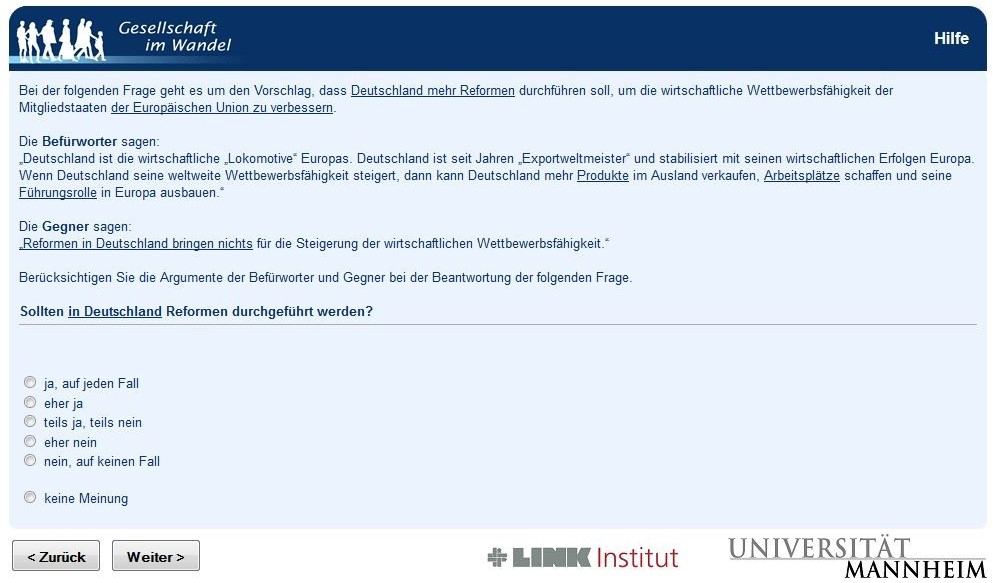 Gesellschaft
im Wandel
Hilfe
Bei der folgenden Frage geht es um den Vorschlag, dass Deutschland mehr Reformen durchführen soll, um die wirtschaftliche Wettbewerbsfähigkeit der
Mitgliedstaaten der Europäischen Union zu verbessern.
Die Befürworter sagen:
„Deutschland ist die wirtschaftliche „Lokomotive“ Europas. Deutschland ist seit Jahren „Exportweltmeister“ und stabilisiert mit seinen wirtschaftlichen Erfolgen Europa.
Wenn Deutschland seine weltweite Wettbewerbsfähigkeit steigert, dann kann Deutschland mehr Produkte im Ausland verkaufen, Arbeitsplätze schaffen und seine
Führungsrolle in Europa ausbauen.“
Die Gegner sagen:
„Reformen in Deutschland bringen nichts für die Steigerung der wirtschaftlichen Wettbewerbsfähigkeit.“
Berücksichtigen Sie die Argumente der Befürworter und Gegner bei der Beantwortung der folgenden Frage.
Sollten in Deutschland Reformen durchgeführt werden?
ja, auf jeden Fall
eher ja
teils ja, teils nein
eher nein
nein, auf keinen Fall
keine Meinung
< Zurück
Weiter >
LINK Institut
UNIVERSITÄT
MANNHEIM